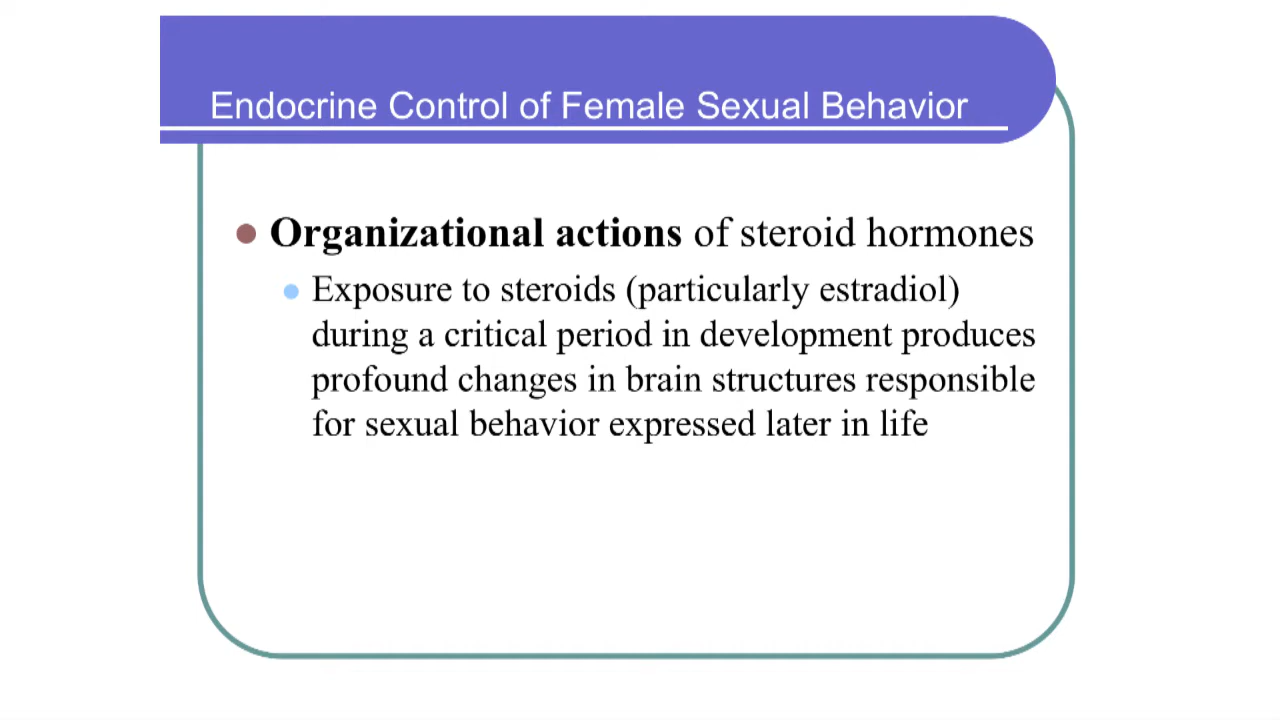 Endocrine Control of Female Sexual Behavior
Organizational actions of steroid hormones
Exposure to steroids (particularly estradiol)
during a critical period in development produces
profound changes in brain structures responsible
for sexual behavior expressed later in life